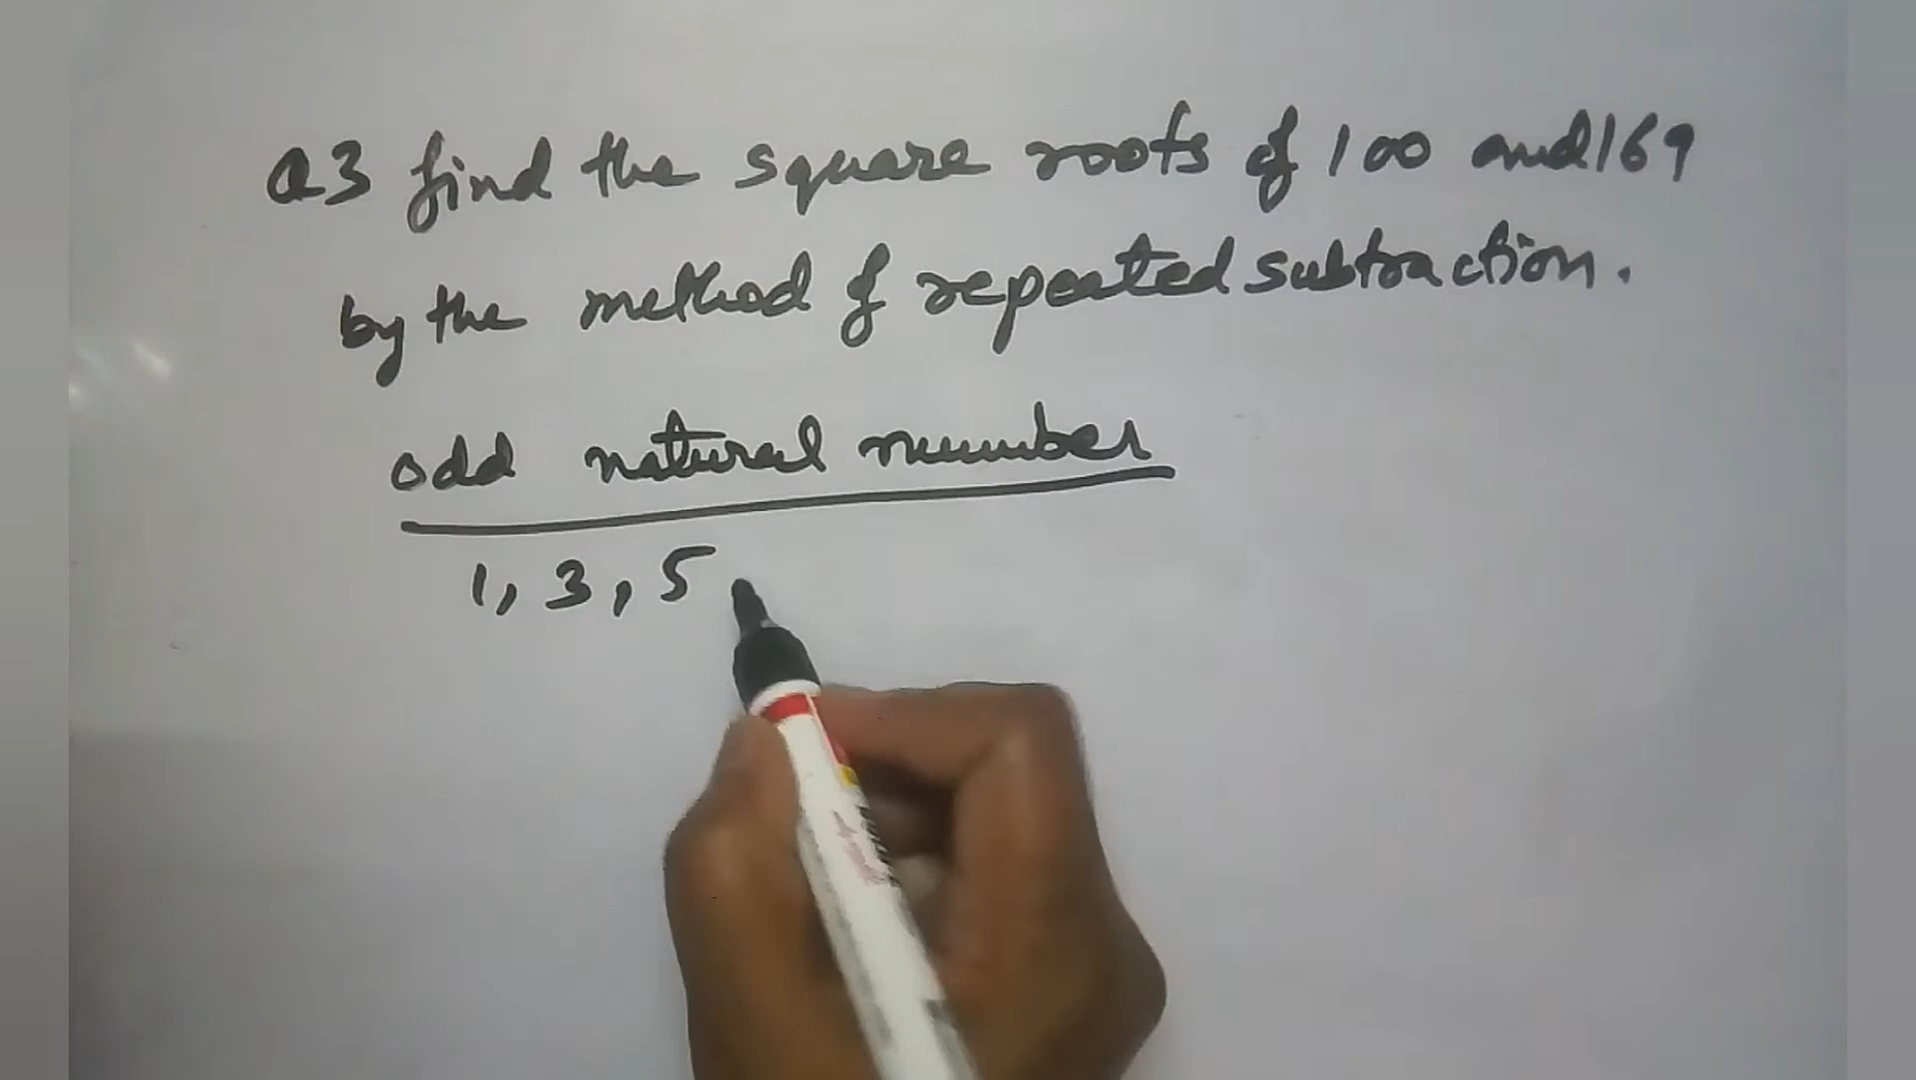 Q3 find the square roots of 100 and 169
by the method of repeated subtraction.
odd natural number
1, 3, 5